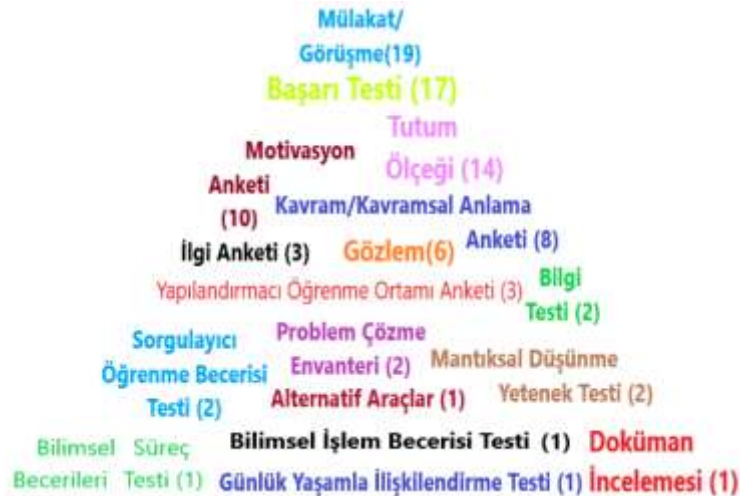 Mülakat/
Görüşme(19)
Başarı Testi (17)
Tutum
Ölçeği (14)
Motivasyon
Anketi
(10)
Kavram/Kavramsal Anlama
Anketi (8)
İlgi Anketi (3)
Gözlem(6)
Yapılandırmacı Öğrenme Ortamı Anketi (3)
Bilgi
Testi (2)
Sorgulayıcı
Öğrenme Becerisi
Testi (2)
Problem Çözme
Envanteri (2)
Mantıksal Düşünme
Yetenek Testi (2)
Alternatif Araçlar (1)
Bilimsel Süreç
Becerileri Testi (1)
Bilimsel İşlem Becerisi Testi (1)
Günlük Yaşamla İlişkilendirme Testi (1)
Doküman
İncelemesi (1)